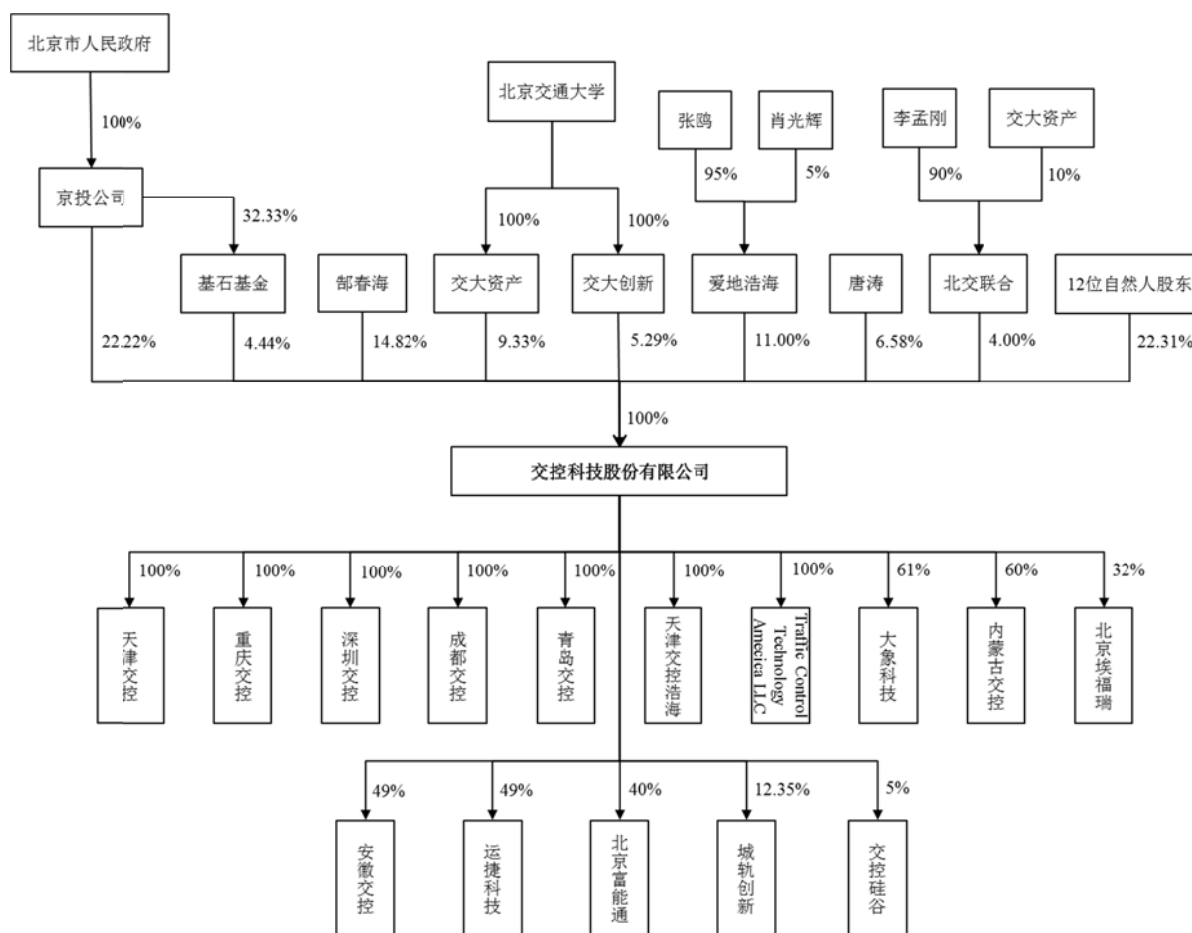 北京市人民政府
北京交通大学
张鸥
肖光辉
李孟刚
交大资产
100%
95%
5%
90%
10%
京投公司
32.33%
100%
100%
基石基金
郜春海
交大资产
交大创新
爱地浩海
唐涛
北交联合
12位自然人股东
22.22%
4.44%
14.82%
9.33%
5.29%
11.00%
6.58%
4.00%
22.31%
100%
交控科技股份有限公司
100%
100%
100%
100%
100%
100%
100%
61%
60%
32%
天津交控
重庆交控
深圳交控
成都交控
青岛交控
天津交控浩海
Traffic Control
Technology
Amecica LLC
大象科技
内蒙古交控
北京埃福瑞
49%
49%
40%
12.35%
5%
安徽交控
运捷科技
北京富能通
城轨创新
交控硅谷